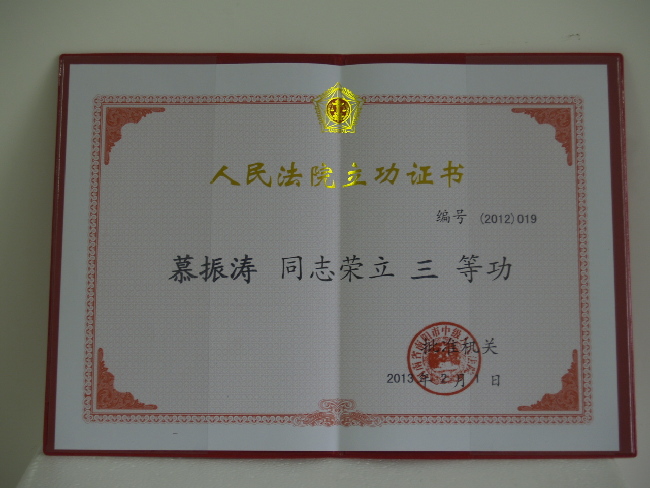 人民法院立功证书
编号 (2012)019
慕振涛 同志荣立 三 等功
批准机关
2013年 2 月 1 日